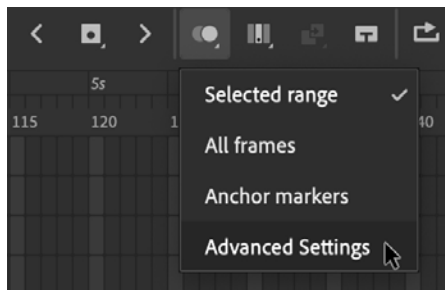 5s
115 120 1 40
Selected range
All frames
Anchor markers
Advanced Settings